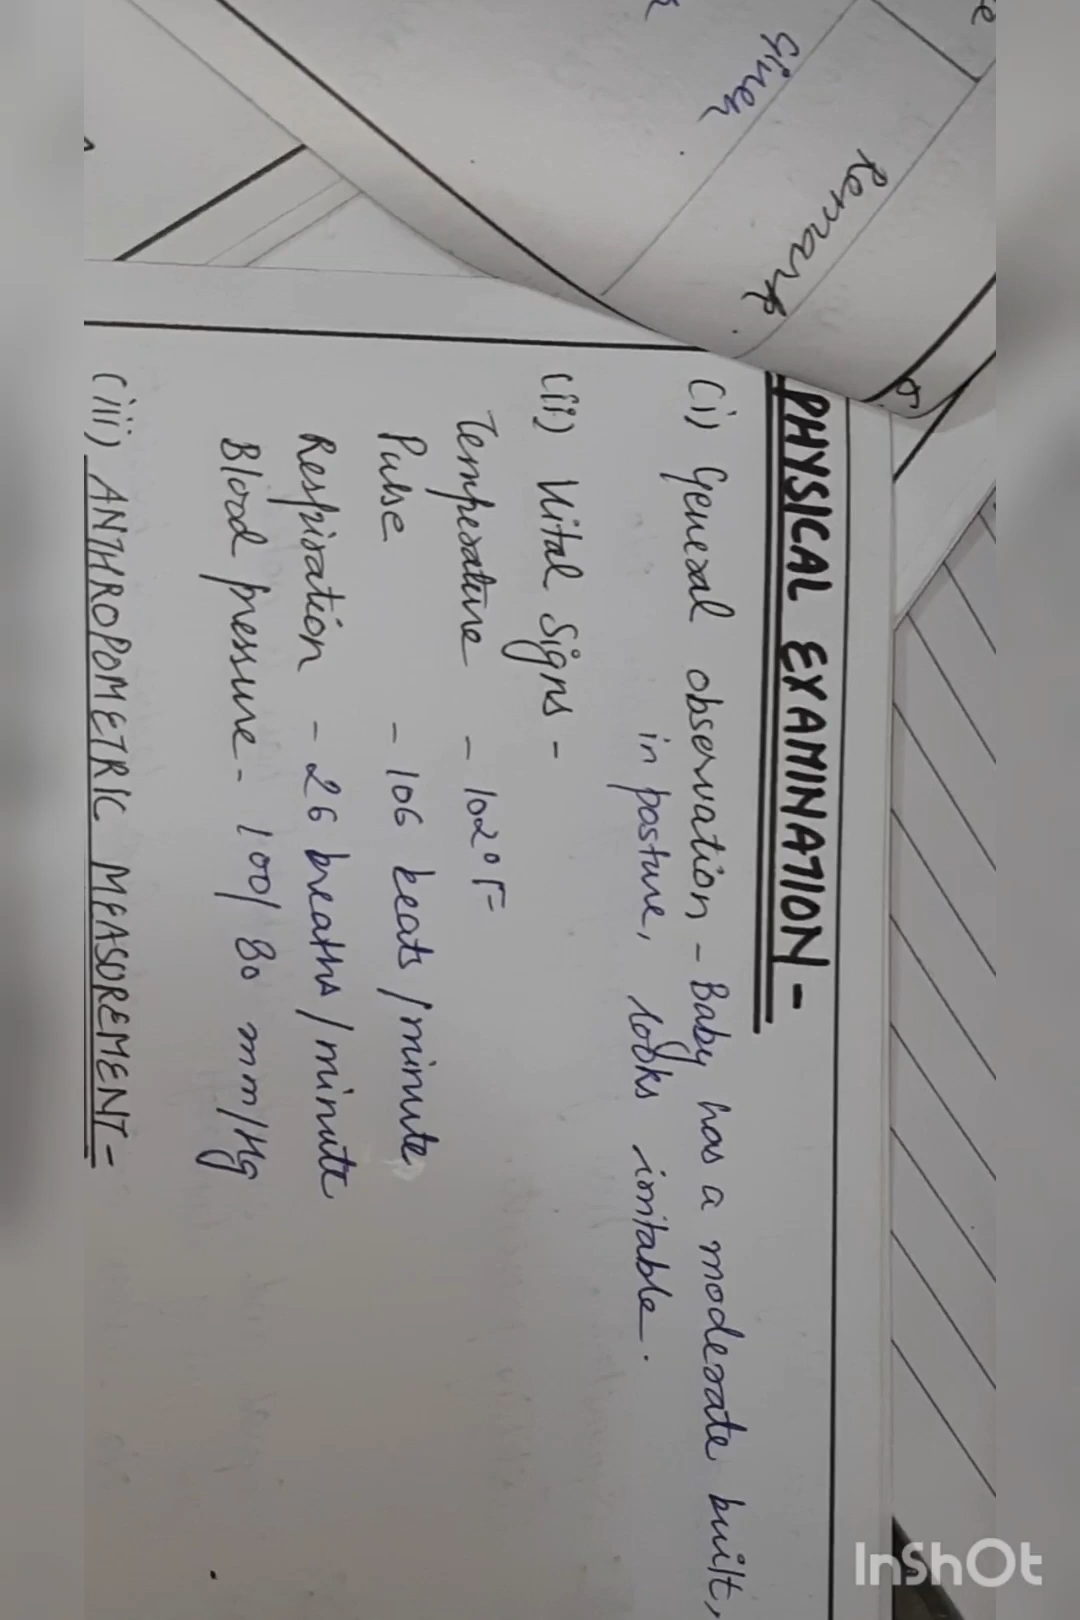 given
Remark
PHYSICAL EXAMINATION -
(i) General observation - Baby has a moderate built,
in posture, looks irritable.
(ii) Vital Signs -
Temperature - 102° F
Pulse - 106 beats/minute
Respiration - 26 breaths/minute
Blood pressure - 100/80 mm/Hg
(iii) ANTHROPOMETRIC MEASUREMENT -
InShOt